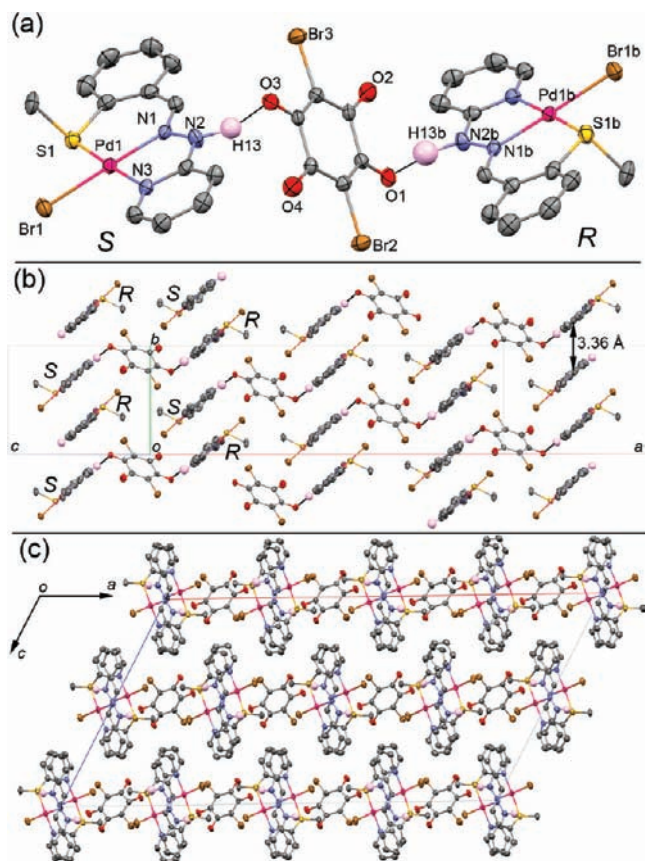 (a)
Br3
Br1b
O3
O2
Pd1b
N1
N2
Pd1
H13
H13b
N2b
S1b
S1
N1b
N3
O1
O4
Br1
S
Br2
R
(b)
R
S
R
b
3.36 Å
S
R
S
c
o
a
S
R
(c)
o
a
c